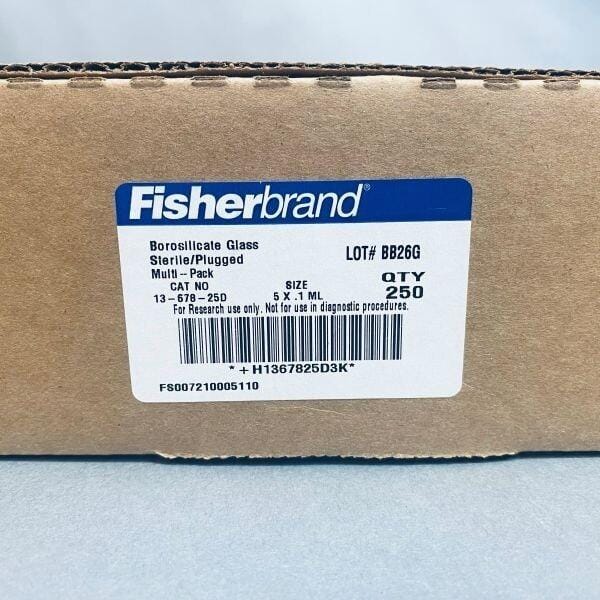 Fisherbrand®
Borosilicate Glass
Sterile/Plugged
Multi - Pack
LOT# BB26G
CAT NO SIZE QTY
13-678-25D 5 X .1 ML 250
For Research use only. Not for use in diagnostic procedures.
*+H1367825D3K*
FS007210005110